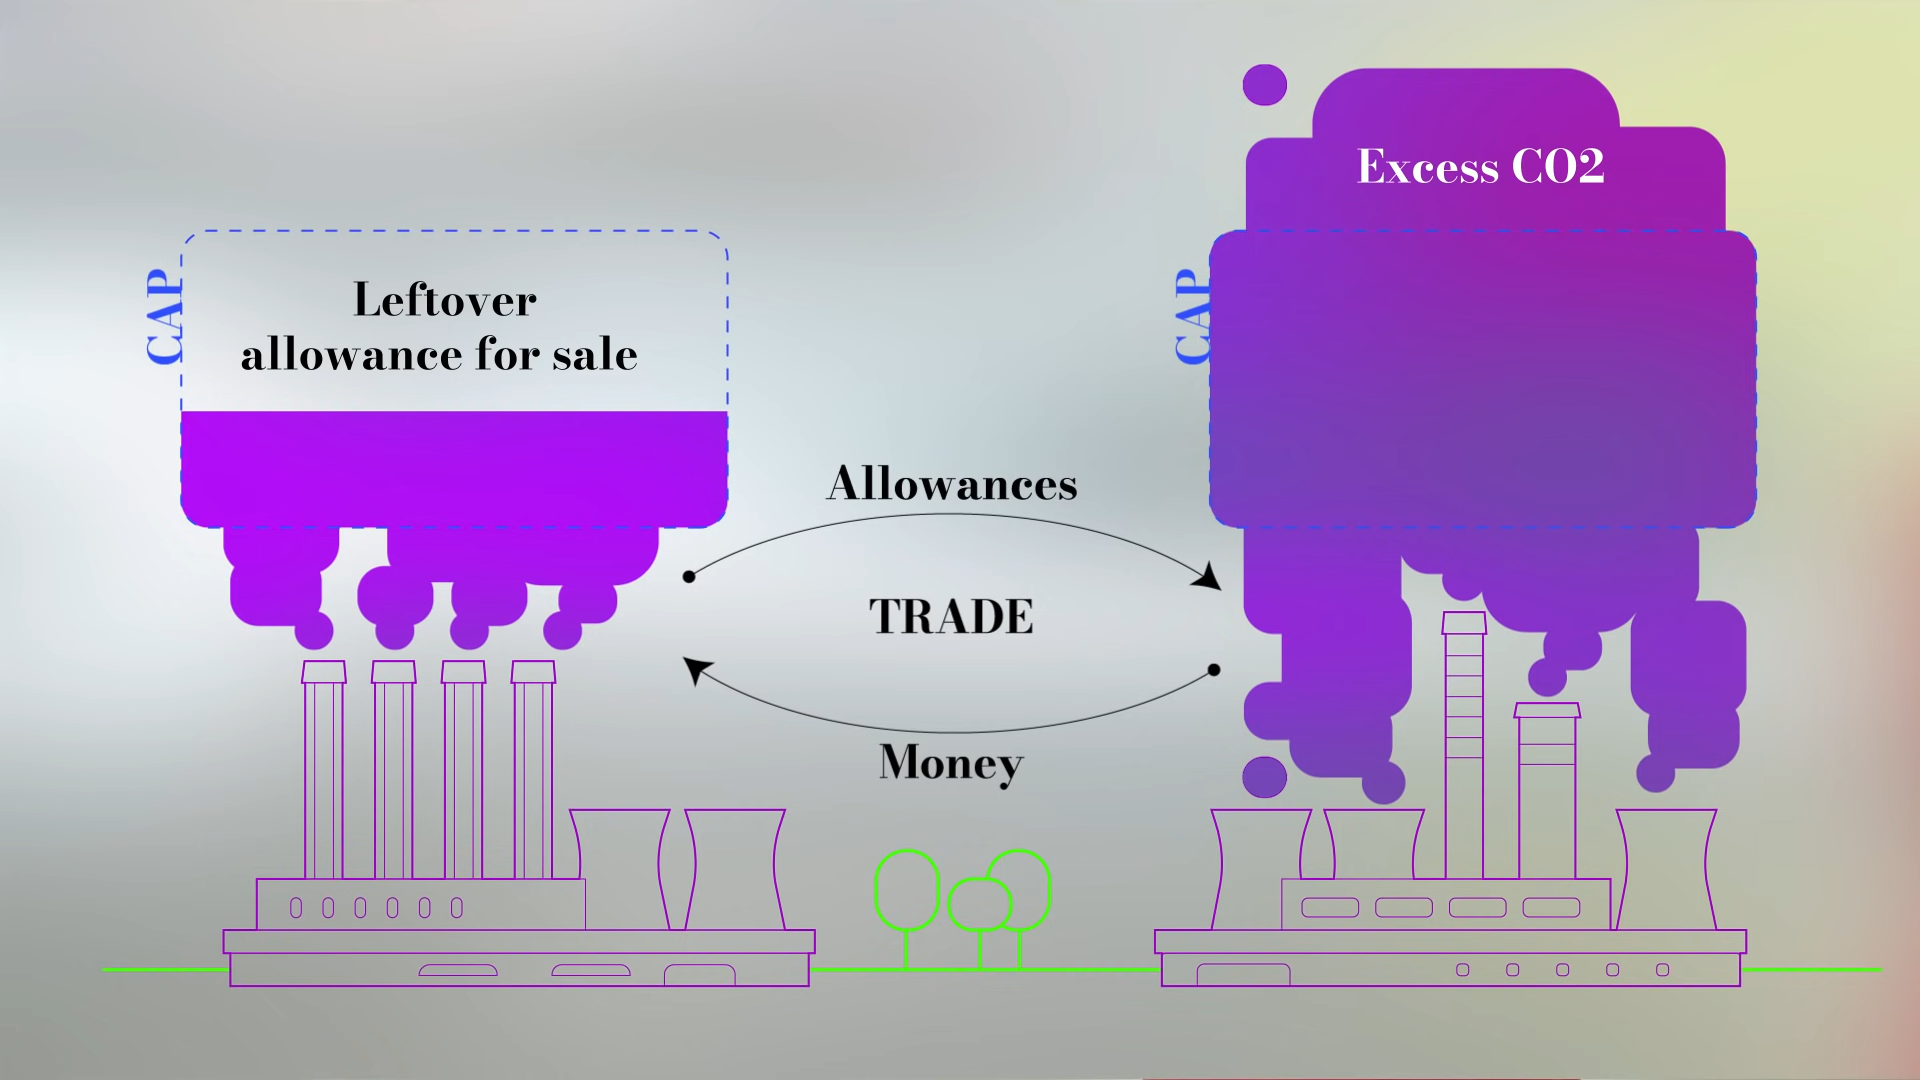 CAP
Leftover
allowance for sale
Allowances
TRADE
Money
CAP
Excess CO2